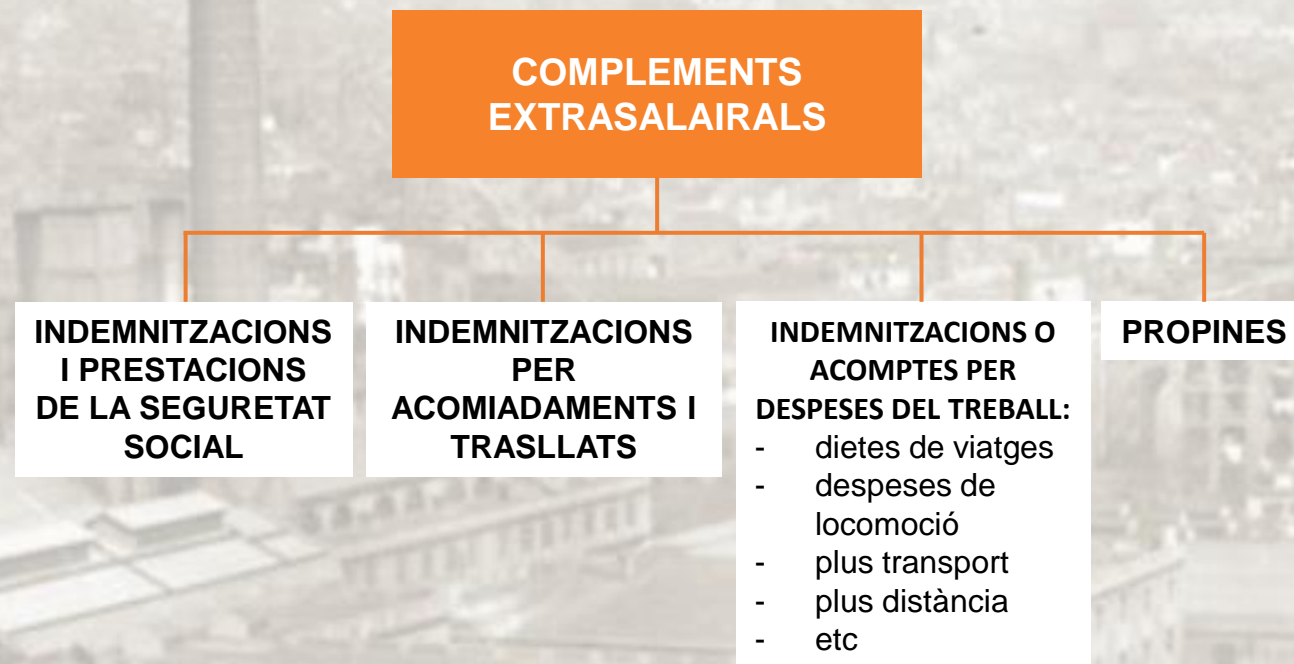 COMPLEMENTS
EXTRASALAIRALS
INDEMNITZACIONS
I PRESTACIONS
DE LA SEGURETAT
SOCIAL
INDEMNITZACIONS
PER
ACOMIADAMENTS I
TRASLLATS
INDEMNITZACIONS O
ACOMPTES PER
DESPESES DEL TREBALL:
- dietes de viatges
- despeses de
locomoció
- plus transport
- plus distància
- etc
PROPINES